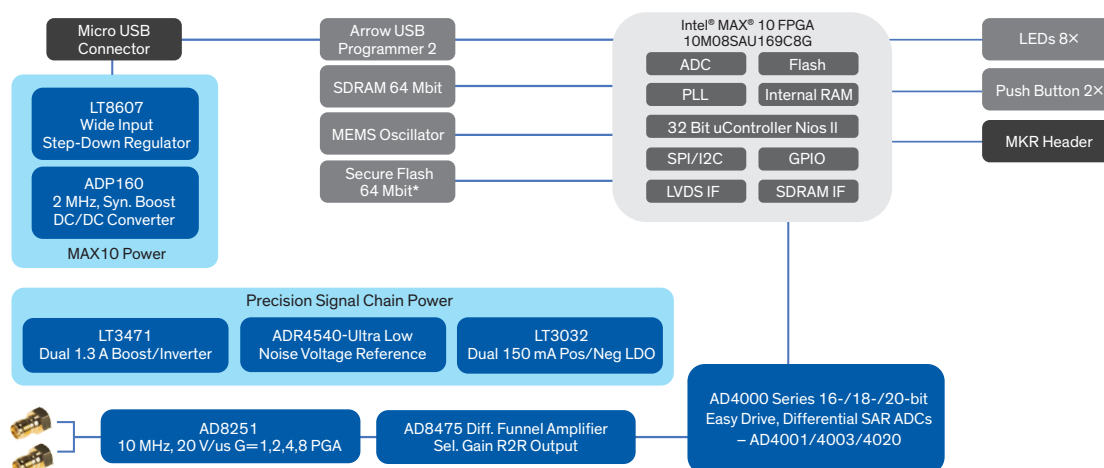 Micro USB
Connector
Arrow USB
Programmer 2
SDRAM 64 Mbit
MEMS Oscillator
Secure Flash
64 Mbit*
Intel® MAX® 10 FPGA
10M08SAU169C8G
ADC
Flash
PLL
Internal RAM
32 Bit uController Nios II
SPI/I2C
GPIO
LVDS IF
SDRAM IF
LEDs 8×
Push Button 2×
MKR Header
LT8607
Wide Input
Step-Down Regulator
ADP160
2 MHz, Syn. Boost
DC/DC Converter
MAX10 Power
Precision Signal Chain Power
LT3471
Dual 1.3 A Boost/Inverter
ADR4540-Ultra Low
Noise Voltage Reference
LT3032
Dual 150 mA Pos/Neg LDO
AD8251
10 MHz, 20 V/us G=1,2,4,8 PGA
AD8475 Diff. Funnel Amplifier
Sel. Gain R2R Output
AD4000 Series 16-/18-/20-bit
Easy Drive, Differential SAR ADCs
– AD4001/4003/4020